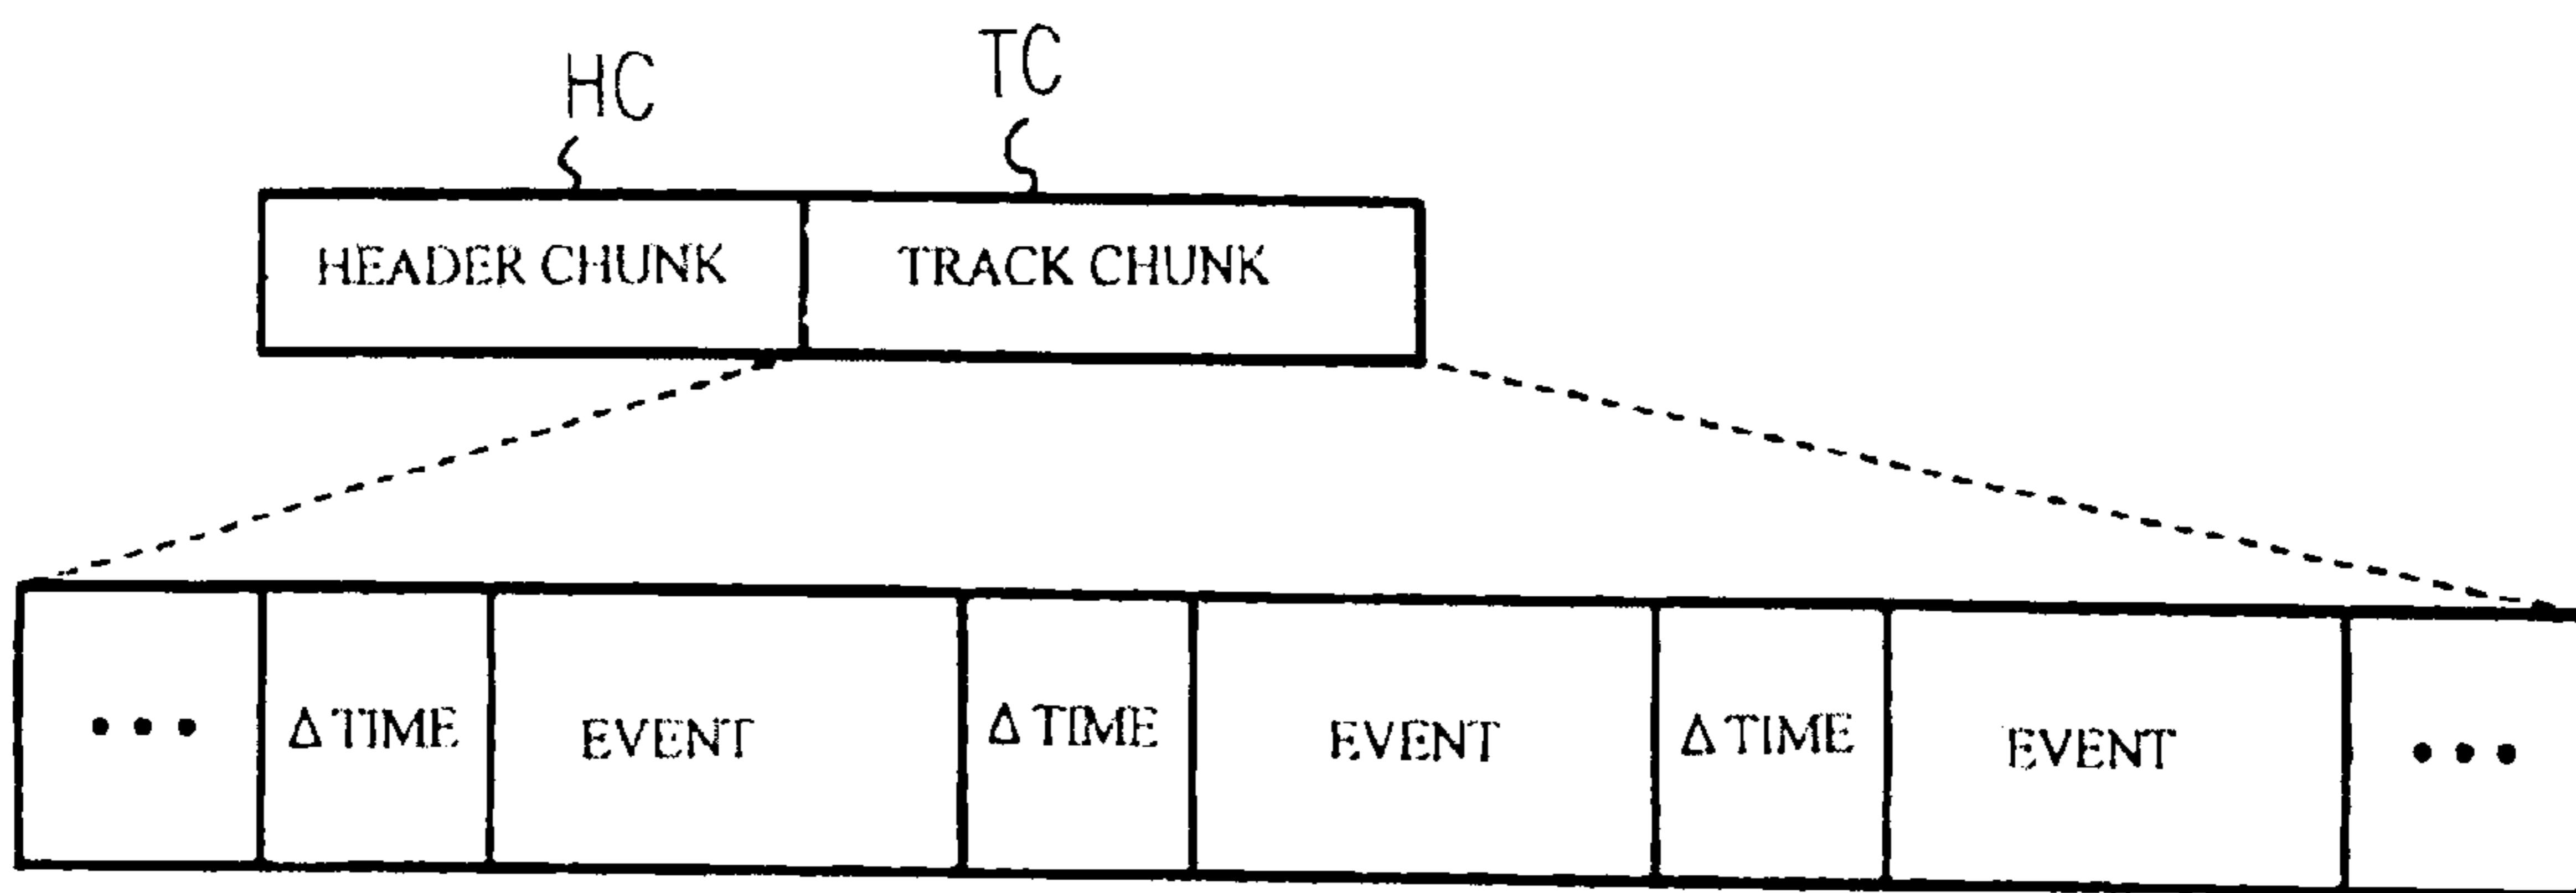 HC TC
HEADER CHUNK TRACK CHUNK
• • • Δ TIME EVENT Δ TIME EVENT Δ TIME EVENT • • •